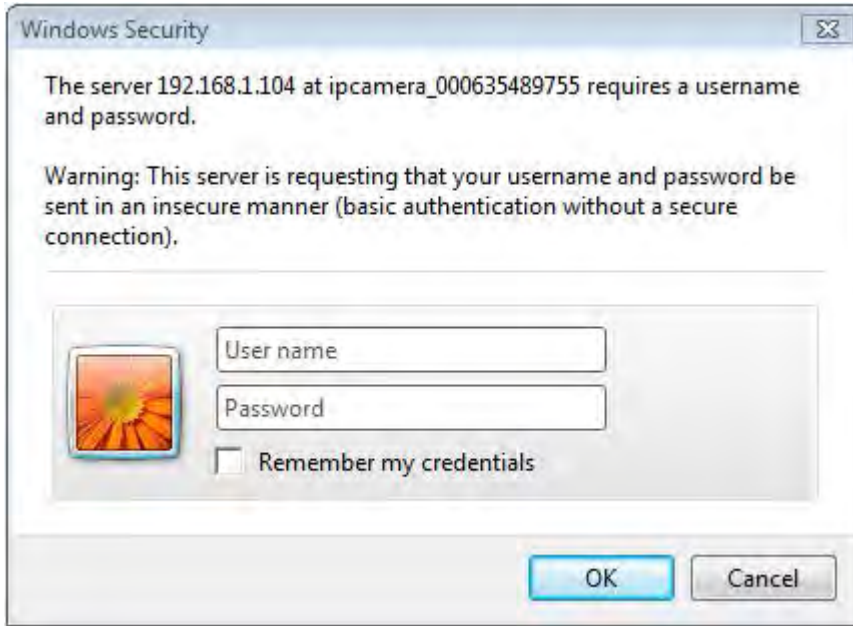 Windows Security
The server 192.168.1.104 at ipcamera_000635489755 requires a username
and password.
Warning: This server is requesting that your username and password be
sent in an insecure manner (basic authentication without a secure
connection).
User name
Password
Remember my credentials
OK
Cancel